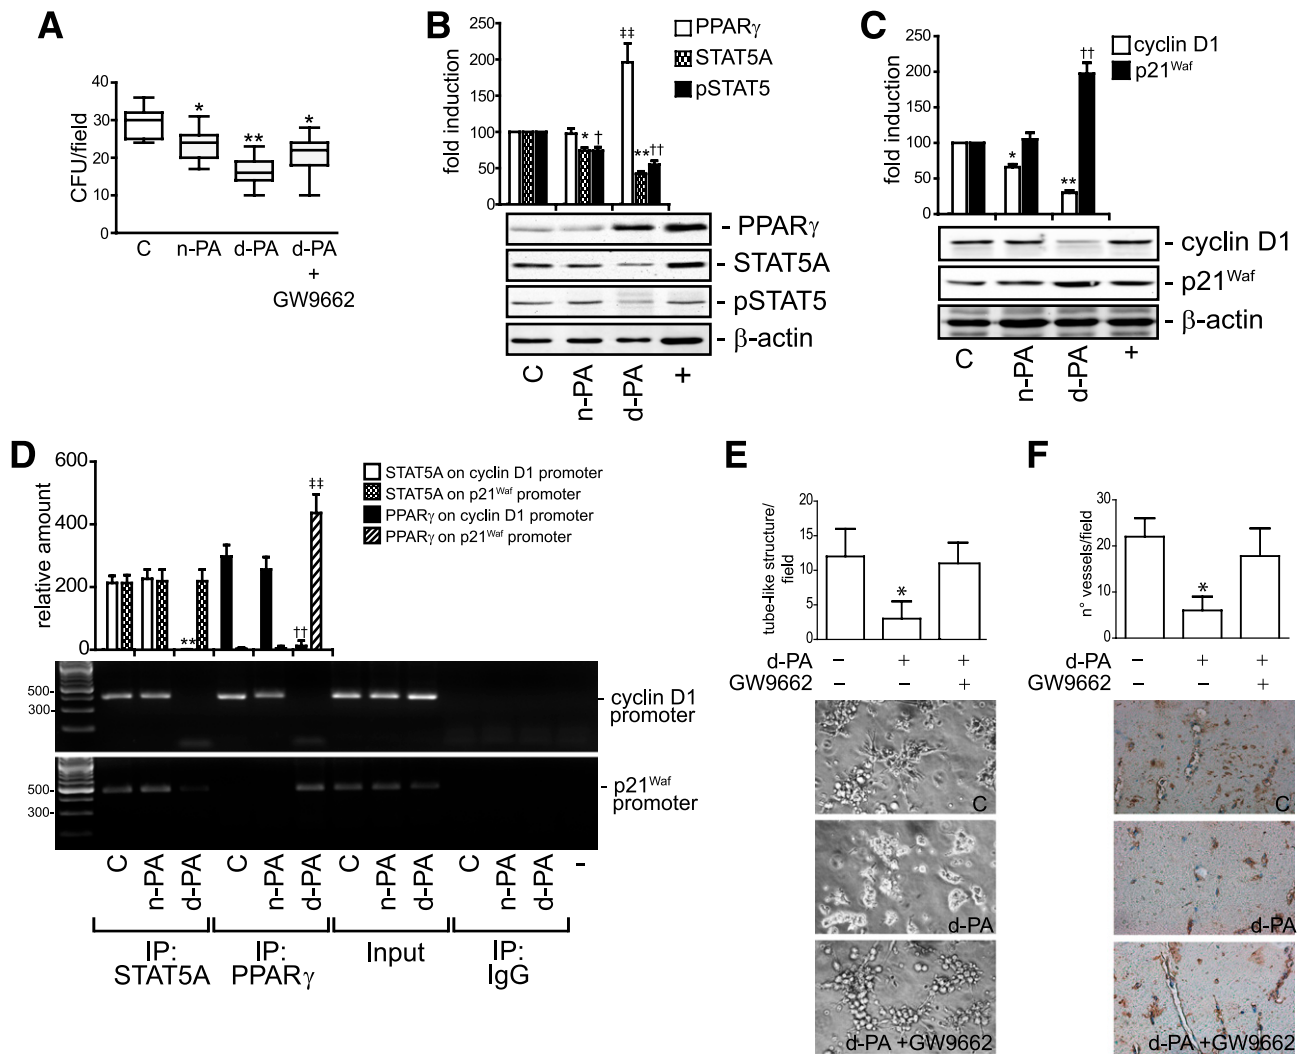 A
CFU/field
40
30
20
10
0
*
**
*
C
n-PA
d-PA
d-PA
+
GW9662
B
fold induction
250
200
150
100
50
0
PPARγ
STAT5A
pSTAT5
* †
‡‡
** ††
- PPARγ
- STAT5A
- pSTAT5
- β-actin
C
n-PA
d-PA
+
C
fold induction
250
200
150
100
50
0
cyclin D1
p21Waf
*
**
††
- cyclin D1
- p21Waf
- β-actin
C
n-PA
d-PA
+
D
relative amount
600
400
200
0
STAT5A on cyclin D1 promoter
STAT5A on p21Waf promoter
PPARγ on cyclin D1 promoter
PPARγ on p21Waf promoter
**
††
‡‡
500-
300-
- cyclin D1
promoter
500-
300-
- p21Waf
promoter
C n-PA d-PA C n-PA d-PA C n-PA d-PA C n-PA d-PA -
IP:
STAT5A
IP:
PPARγ
Input
IP:
IgG
E
tube-like structure/
field
20
15
10
5
0
*
d-PA − + +
GW9662 − − +
C
d-PA
d-PA +GW9662
F
n° vessels/field
30
20
10
0
*
d-PA − + +
GW9662 − − +
C
d-PA
d-PA +GW9662